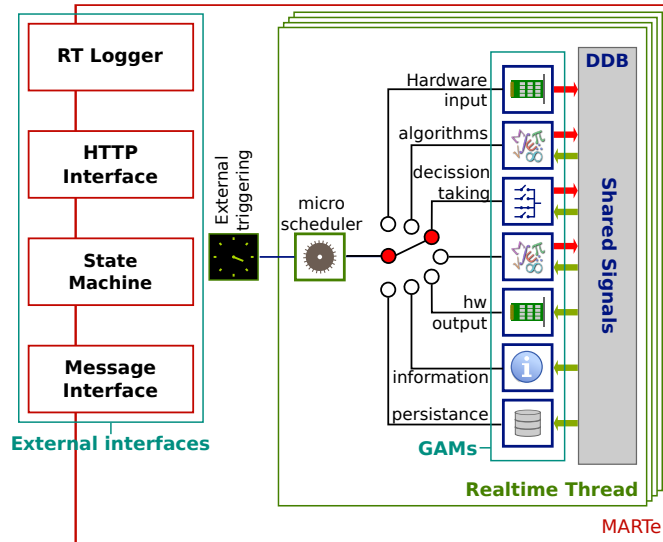 RT Logger
HTTP
Interface
State
Machine
Message
Interface
External interfaces
External
triggering
micro
scheduler
Hardware
input
algorithms
decission
taking
hw
output
information
persistance
GAMs
DDB
Shared Signals
Realtime Thread
MARTe